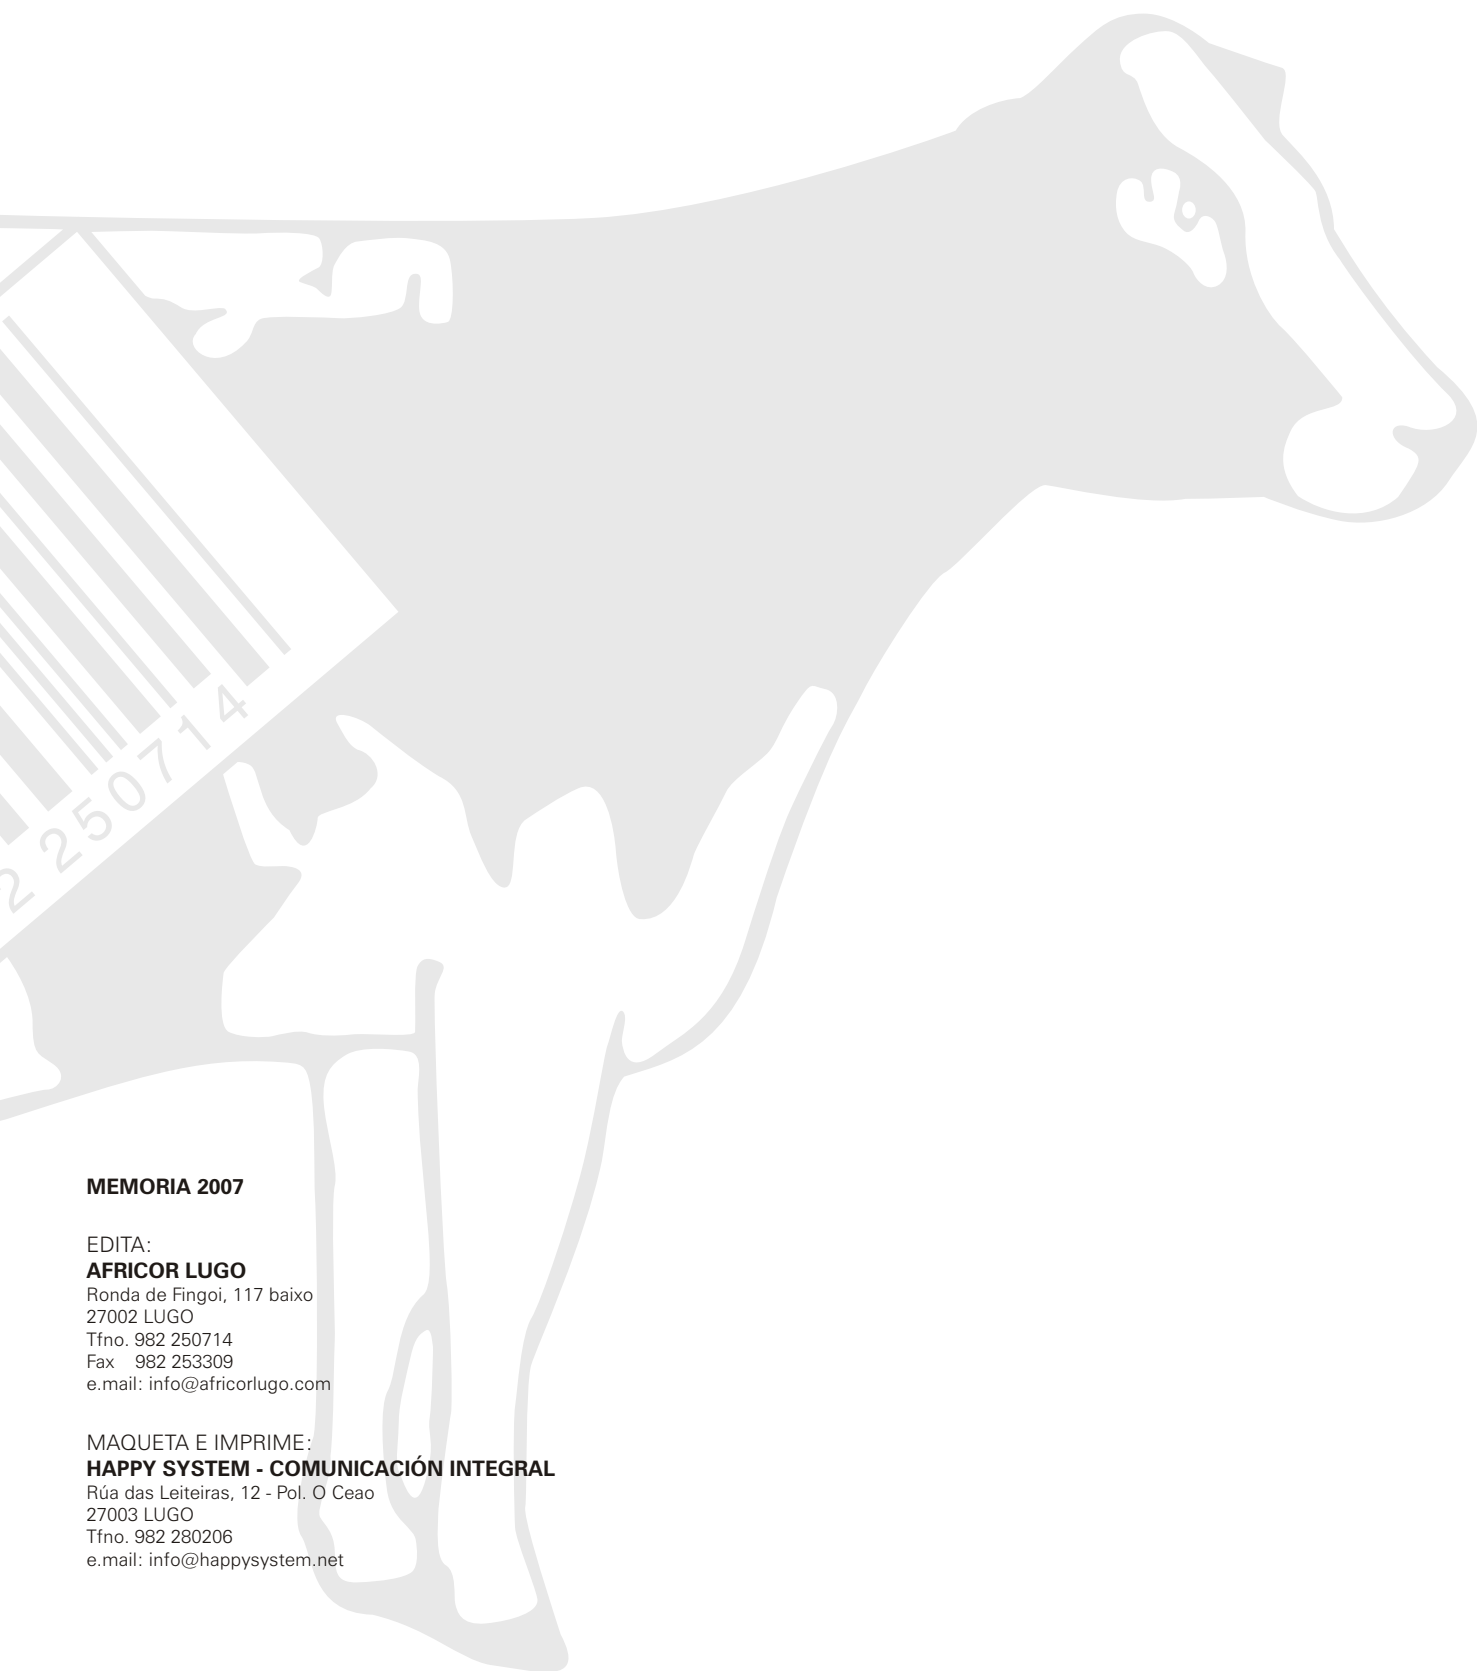 2 250714
MEMORIA 2007
EDITA:
AFRICOR LUGO
Ronda de Fingoi, 117 baixo
27002 LUGO
Tfno. 982 250714
Fax 982 253309
e.mail: info@africorlugo.com
MAQUETA E IMPRIME:
HAPPY SYSTEM - COMUNICACIÓN INTEGRAL
Rúa das Leiteiras, 12 - Pol. O Ceao
27003 LUGO
Tfno. 982 280206
e.mail: info@happysystem.net